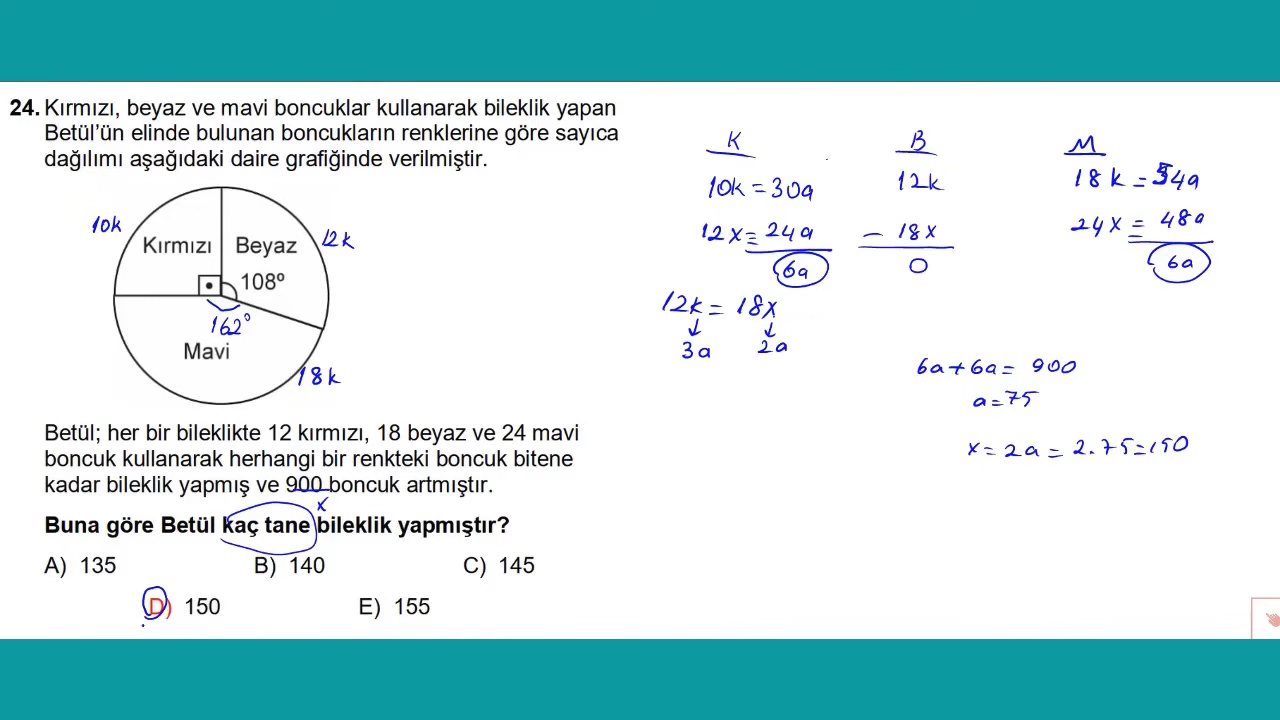 24. Kırmızı, beyaz ve mavi boncuklar kullanarak bileklik yapan
Betül'ün elinde bulunan boncukların renklerine göre sayıca
dağılımı aşağıdaki daire grafiğinde verilmiştir.
10k
Kırmızı
Beyaz
12k
108º
162°
Mavi
18k
Betül; her bir bileklikte 12 kırmızı, 18 beyaz ve 24 mavi
boncuk kullanarak herhangi bir renkteki boncuk bitene
kadar bileklik yapmış ve 900 boncuk artmıştır.
x
Buna göre Betül kaç tane bileklik yapmıştır?
A) 135
B) 140
C) 145
D) 150
E) 155
K
B
M
10k = 30a
12k
18k = 54a
12x = 24a
- 18x
24x = 48a
6a
0
6a
12k = 18x
↓ ↓
3a 2a
6a + 6a = 900
a = 75
x = 2a = 2.75 = 150